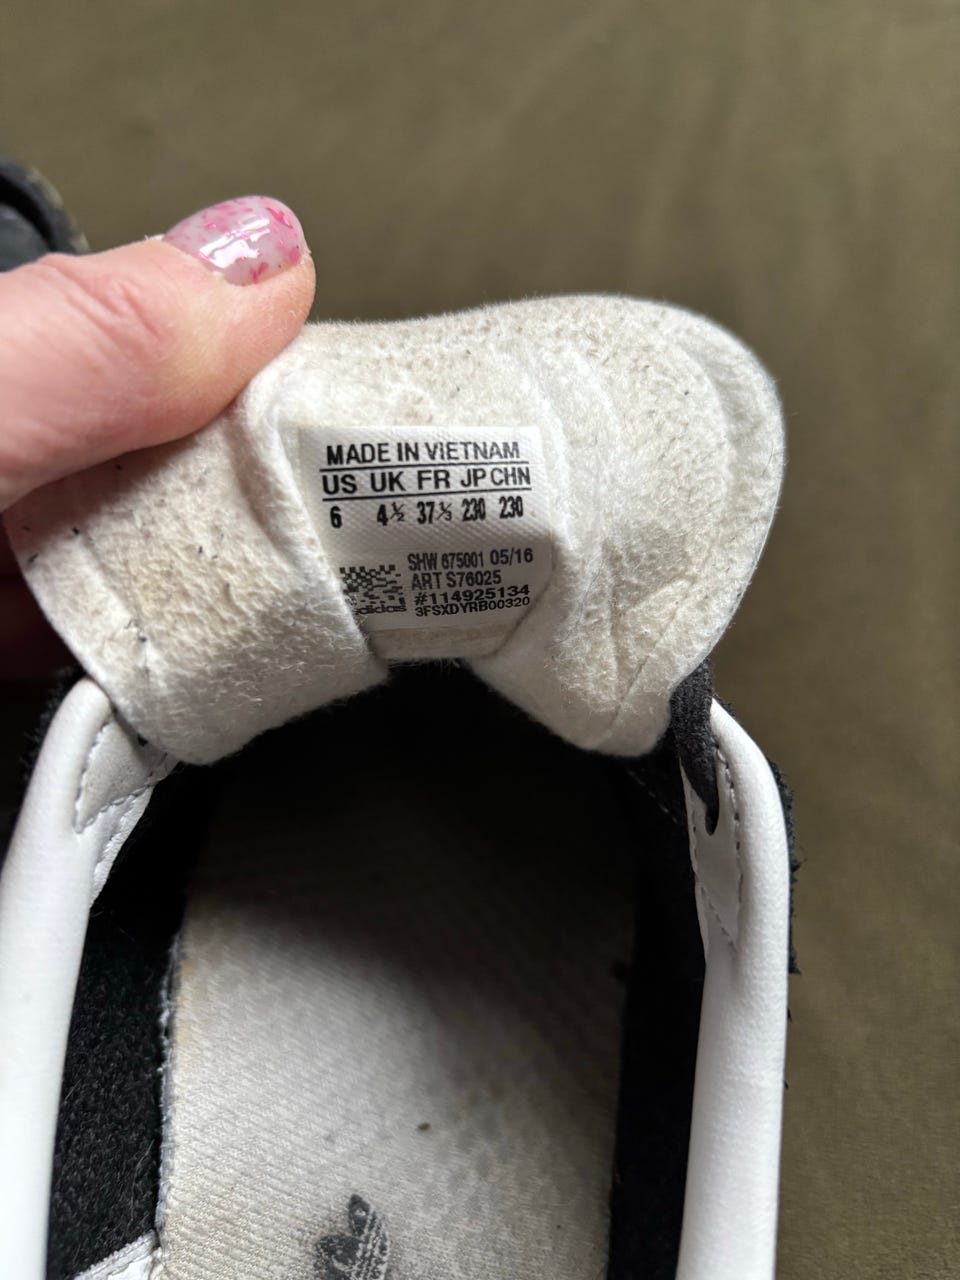 MADE IN VIETNAM
US UK FR JP CHN
6 4½ 37⅓ 230 230
SHW 675001 05/16
ART S76025
#114925134
adidas 3FSXDYRB00320